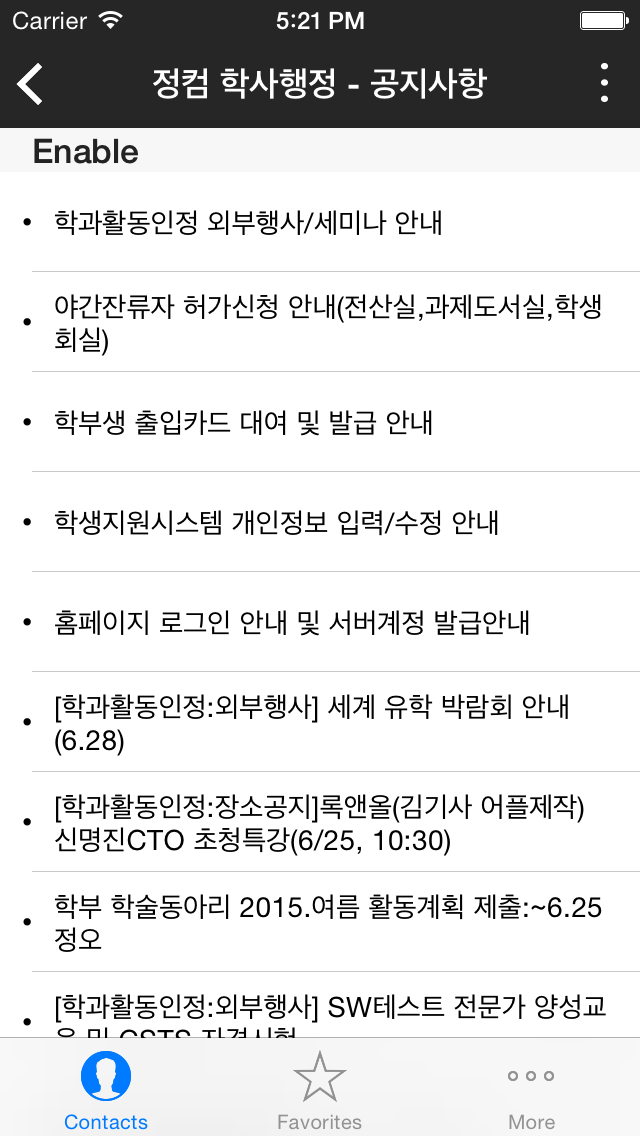 Carrier 5:21 PM
정컴 학사행정 - 공지사항
Enable
• 학과활동인정 외부행사/세미나 안내
• 야간잔류자 허가신청 안내(전산실,과제도서실,학생
회실)
• 학부생 출입카드 대여 및 발급 안내
• 학생지원시스템 개인정보 입력/수정 안내
• 홈페이지 로그인 안내 및 서버계정 발급안내
• [학과활동인정:외부행사] 세계 유학 박람회 안내
(6.28)
• [학과활동인정:장소공지]록앤올(김기사 어플제작)
신명진CTO 초청특강(6/25, 10:30)
• 학부 학술동아리 2015.여름 활동계획 제출:~6.25
정오
• [학과활동인정:외부행사] SW테스트 전문가 양성교
육 및 CSTS 자격시험
Contacts Favorites More